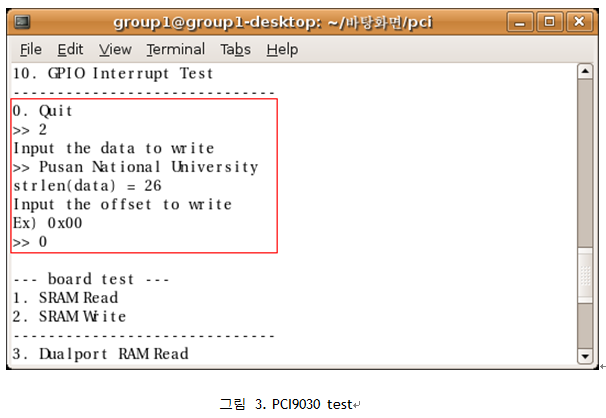 group1@group1-desktop: ~/바탕화면/pci
File Edit View Terminal Tabs Help
10. GPIO Interrupt Test
------------------------------
0. Quit
>> 2
Input the data to write
>> Pusan National University
strlen(data) = 26
Input the offset to write
Ex) 0x00
>> 0
--- board test ---
1. SRAM Read
2. SRAM Write
------------------------------
3. Dualport RAM Read
그림 3. PCI9030 test